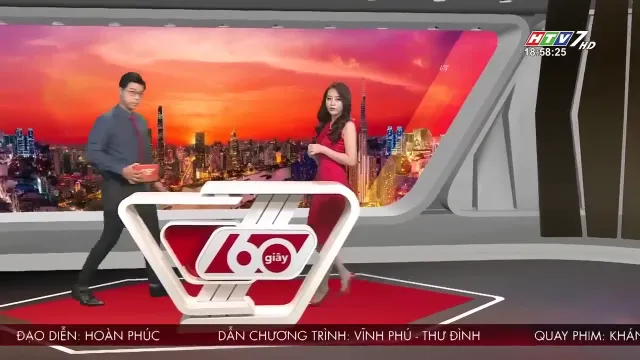 HTV7 HD
18:58:25
60 giây
ĐẠO DIỄN: HOÀN PHÚC DẪN CHƯƠNG TRÌNH: VĨNH PHÚ - THƯ ĐÌNH QUAY PHIM: KHÁN